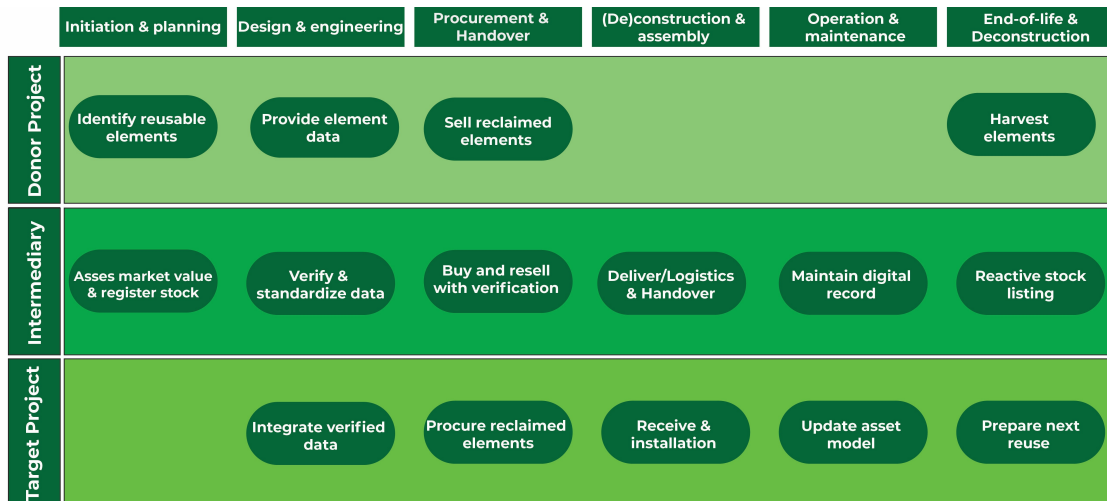 Initiation & planning
Design & engineering
Procurement &
Handover
(De)construction &
assembly
Operation &
maintenance
End-of-life &
Deconstruction
Donor Project
Identify reusable
elements
Provide element
data
Sell reclaimed
elements
Harvest
elements
Intermediary
Asses market value
& register stock
Verify &
standardize data
Buy and resell
with verification
Deliver/Logistics
& Handover
Maintain digital
record
Reactive stock
listing
Target Project
Integrate verified
data
Procure reclaimed
elements
Receive &
installation
Update asset
model
Prepare next
reuse